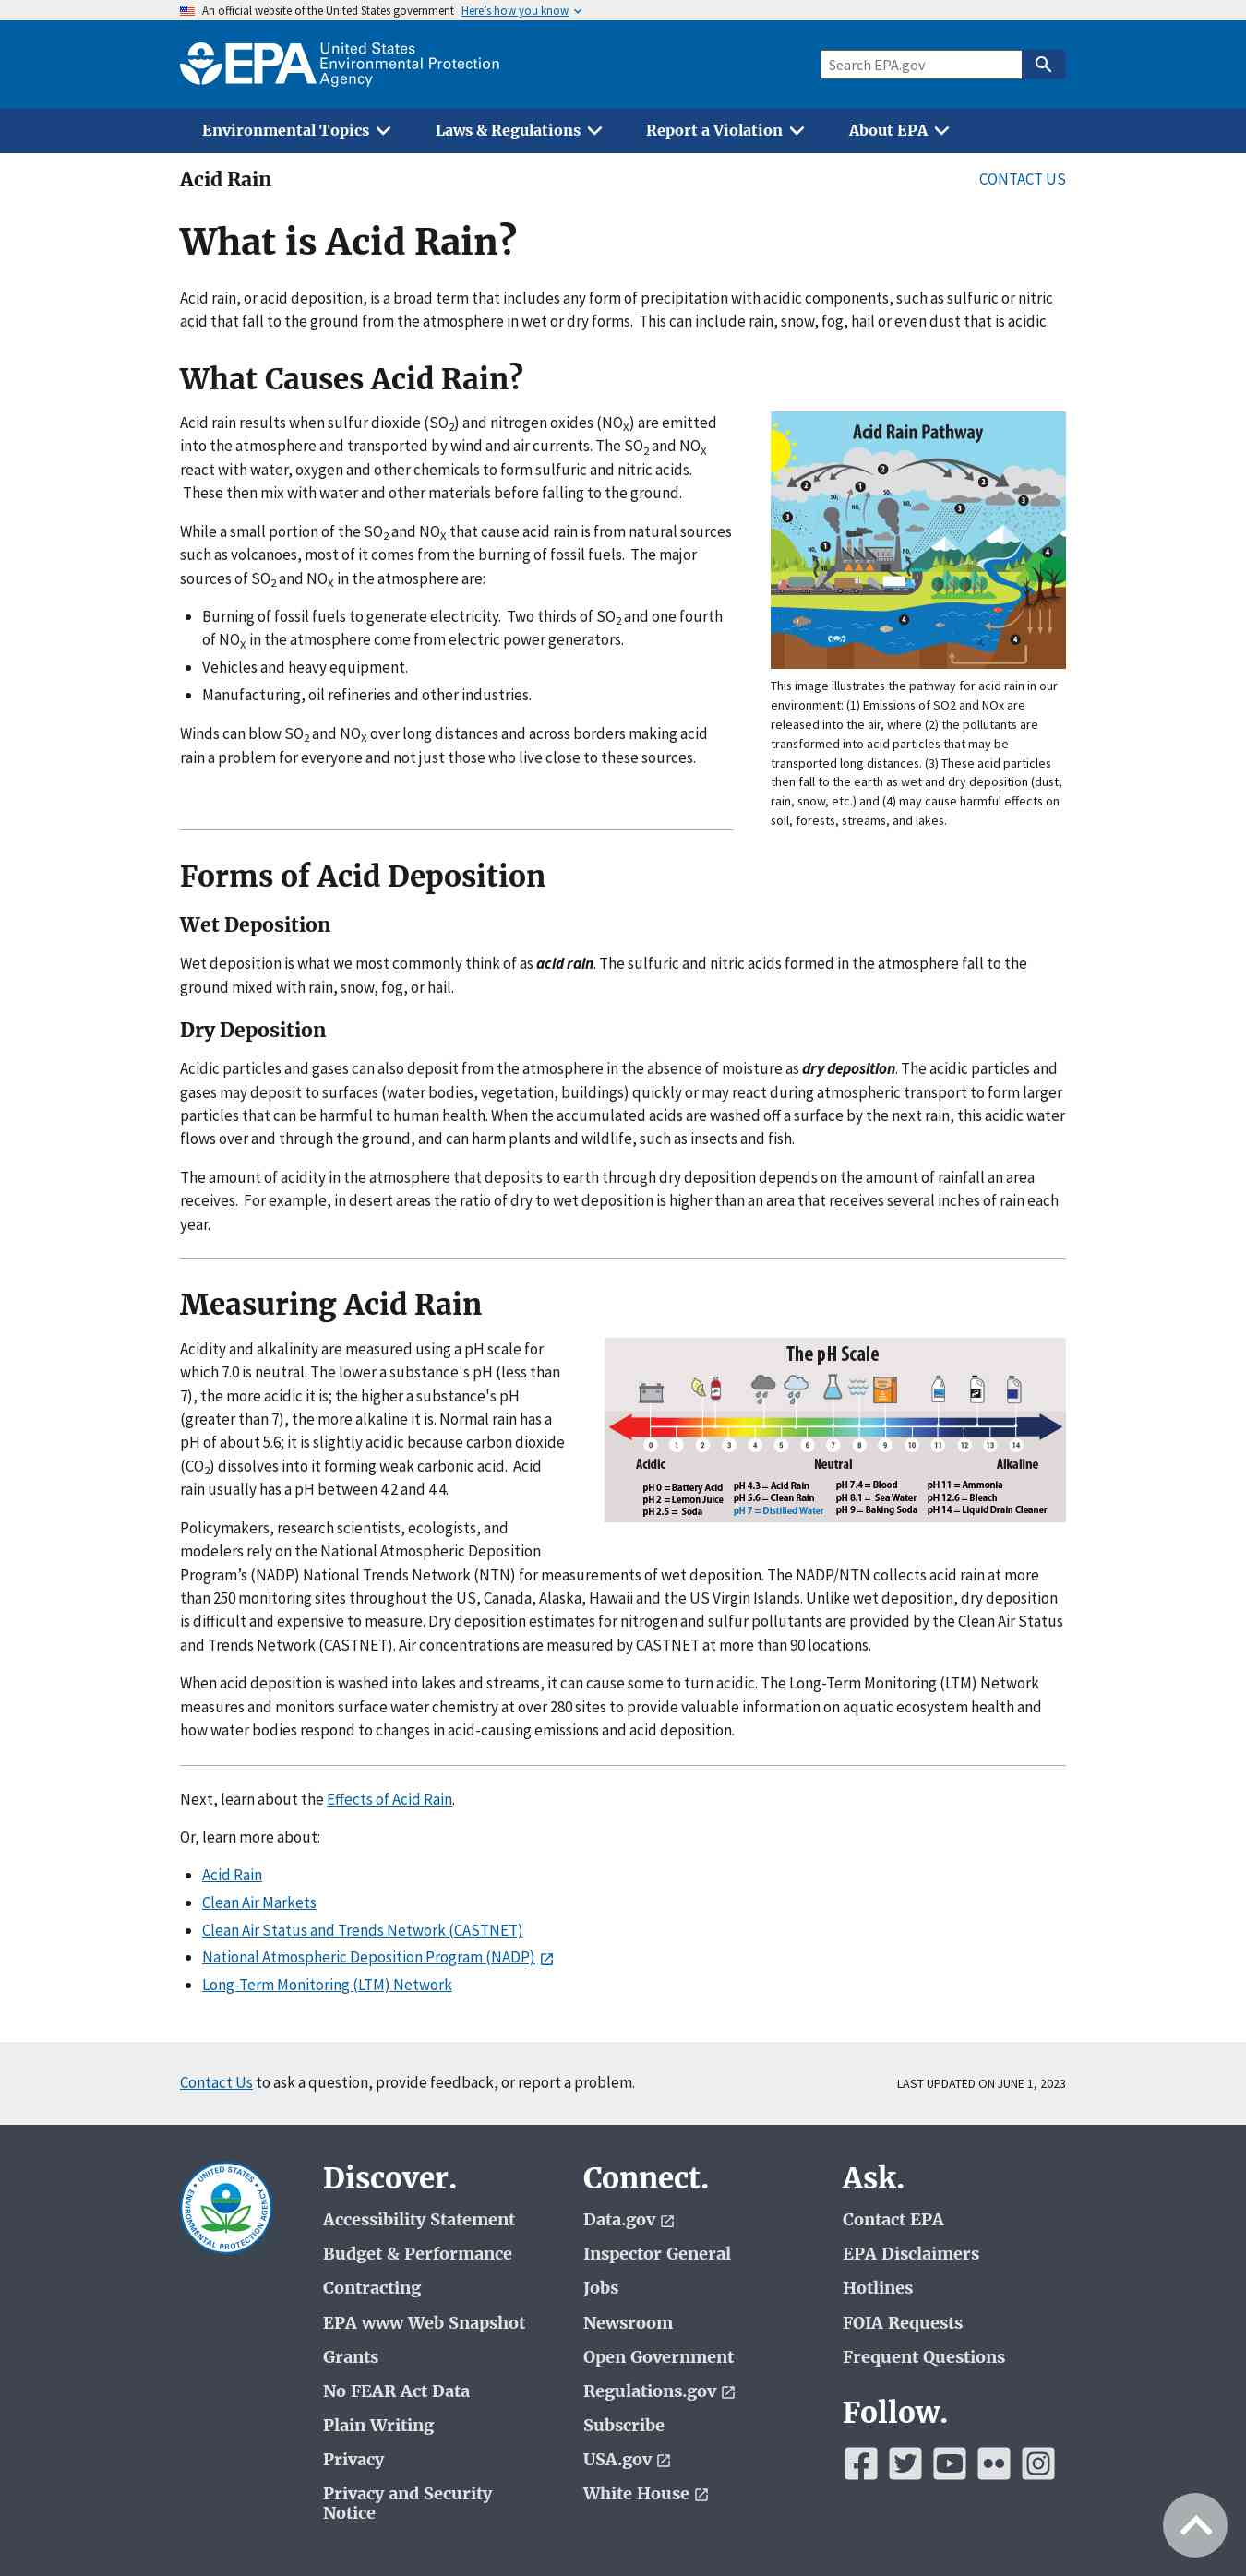 An official website of the United States government Here's how you know
EPA United States
Environmental Protection
Agency
Search EPA.gov
Environmental Topics Laws & Regulations Report a Violation About EPA
Acid Rain CONTACT US
What is Acid Rain?
Acid rain, or acid deposition, is a broad term that includes any form of precipitation with acidic components, such as sulfuric or nitric
acid that fall to the ground from the atmosphere in wet or dry forms. This can include rain, snow, fog, hail or even dust that is acidic.
What Causes Acid Rain?
Acid rain results when sulfur dioxide (SO2) and nitrogen oxides (NOX) are emitted
into the atmosphere and transported by wind and air currents. The SO2 and NOX
react with water, oxygen and other chemicals to form sulfuric and nitric acids.
These then mix with water and other materials before falling to the ground.
While a small portion of the SO2 and NOX that cause acid rain is from natural sources
such as volcanoes, most of it comes from the burning of fossil fuels. The major
sources of SO2 and NOX in the atmosphere are:
Burning of fossil fuels to generate electricity. Two thirds of SO2 and one fourth
of NOX in the atmosphere come from electric power generators.
Vehicles and heavy equipment.
Manufacturing, oil refineries and other industries.
Winds can blow SO2 and NOX over long distances and across borders making acid
rain a problem for everyone and not just those who live close to these sources.
Acid Rain Pathway
2
2 1 2
3 3 3
SO2 NOX SO2 NOX
1 4
NOX NOX NOX
4
4
This image illustrates the pathway for acid rain in our
environment: (1) Emissions of SO2 and NOx are
released into the air, where (2) the pollutants are
transformed into acid particles that may be
transported long distances. (3) These acid particles
then fall to the earth as wet and dry deposition (dust,
rain, snow, etc.) and (4) may cause harmful effects on
soil, forests, streams, and lakes.
Forms of Acid Deposition
Wet Deposition
Wet deposition is what we most commonly think of as acid rain. The sulfuric and nitric acids formed in the atmosphere fall to the
ground mixed with rain, snow, fog, or hail.
Dry Deposition
Acidic particles and gases can also deposit from the atmosphere in the absence of moisture as dry deposition. The acidic particles and
gases may deposit to surfaces (water bodies, vegetation, buildings) quickly or may react during atmospheric transport to form larger
particles that can be harmful to human health. When the accumulated acids are washed off a surface by the next rain, this acidic water
flows over and through the ground, and can harm plants and wildlife, such as insects and fish.
The amount of acidity in the atmosphere that deposits to earth through dry deposition depends on the amount of rainfall an area
receives. For example, in desert areas the ratio of dry to wet deposition is higher than an area that receives several inches of rain each
year.
Measuring Acid Rain
Acidity and alkalinity are measured using a pH scale for
which 7.0 is neutral. The lower a substance's pH (less than
7), the more acidic it is; the higher a substance's pH
(greater than 7), the more alkaline it is. Normal rain has a
pH of about 5.6; it is slightly acidic because carbon dioxide
(CO2) dissolves into it forming weak carbonic acid. Acid
rain usually has a pH between 4.2 and 4.4.
The pH Scale
0 1 2 3 4 5 6 7 8 9 10 11 12 13 14
Acidic Neutral Alkaline
pH 0 = Battery Acid pH 4.3 = Acid Rain pH 7.4 = Blood pH 11 = Ammonia
pH 2 = Lemon Juice pH 5.6 = Clean Rain pH 8.1 = Sea Water pH 12.6 = Bleach
pH 2.5 = Soda pH 7 = Distilled Water pH 9 = Baking Soda pH 14 = Liquid Drain Cleaner
Policymakers, research scientists, ecologists, and
modelers rely on the National Atmospheric Deposition
Program’s (NADP) National Trends Network (NTN) for measurements of wet deposition. The NADP/NTN collects acid rain at more
than 250 monitoring sites throughout the US, Canada, Alaska, Hawaii and the US Virgin Islands. Unlike wet deposition, dry deposition
is difficult and expensive to measure. Dry deposition estimates for nitrogen and sulfur pollutants are provided by the Clean Air Status
and Trends Network (CASTNET). Air concentrations are measured by CASTNET at more than 90 locations.
When acid deposition is washed into lakes and streams, it can cause some to turn acidic. The Long-Term Monitoring (LTM) Network
measures and monitors surface water chemistry at over 280 sites to provide valuable information on aquatic ecosystem health and
how water bodies respond to changes in acid-causing emissions and acid deposition.
Next, learn about the Effects of Acid Rain.
Or, learn more about:
Acid Rain
Clean Air Markets
Clean Air Status and Trends Network (CASTNET)
National Atmospheric Deposition Program (NADP)
Long-Term Monitoring (LTM) Network
Contact Us to ask a question, provide feedback, or report a problem. LAST UPDATED ON JUNE 1, 2023
UNITED STATES
ENVIRONMENTAL PROTECTION AGENCY
Discover.
Accessibility Statement
Budget & Performance
Contracting
EPA www Web Snapshot
Grants
No FEAR Act Data
Plain Writing
Privacy
Privacy and Security
Notice
Connect.
Data.gov
Inspector General
Jobs
Newsroom
Open Government
Regulations.gov
Subscribe
USA.gov
White House
Ask.
Contact EPA
EPA Disclaimers
Hotlines
FOIA Requests
Frequent Questions
Follow.